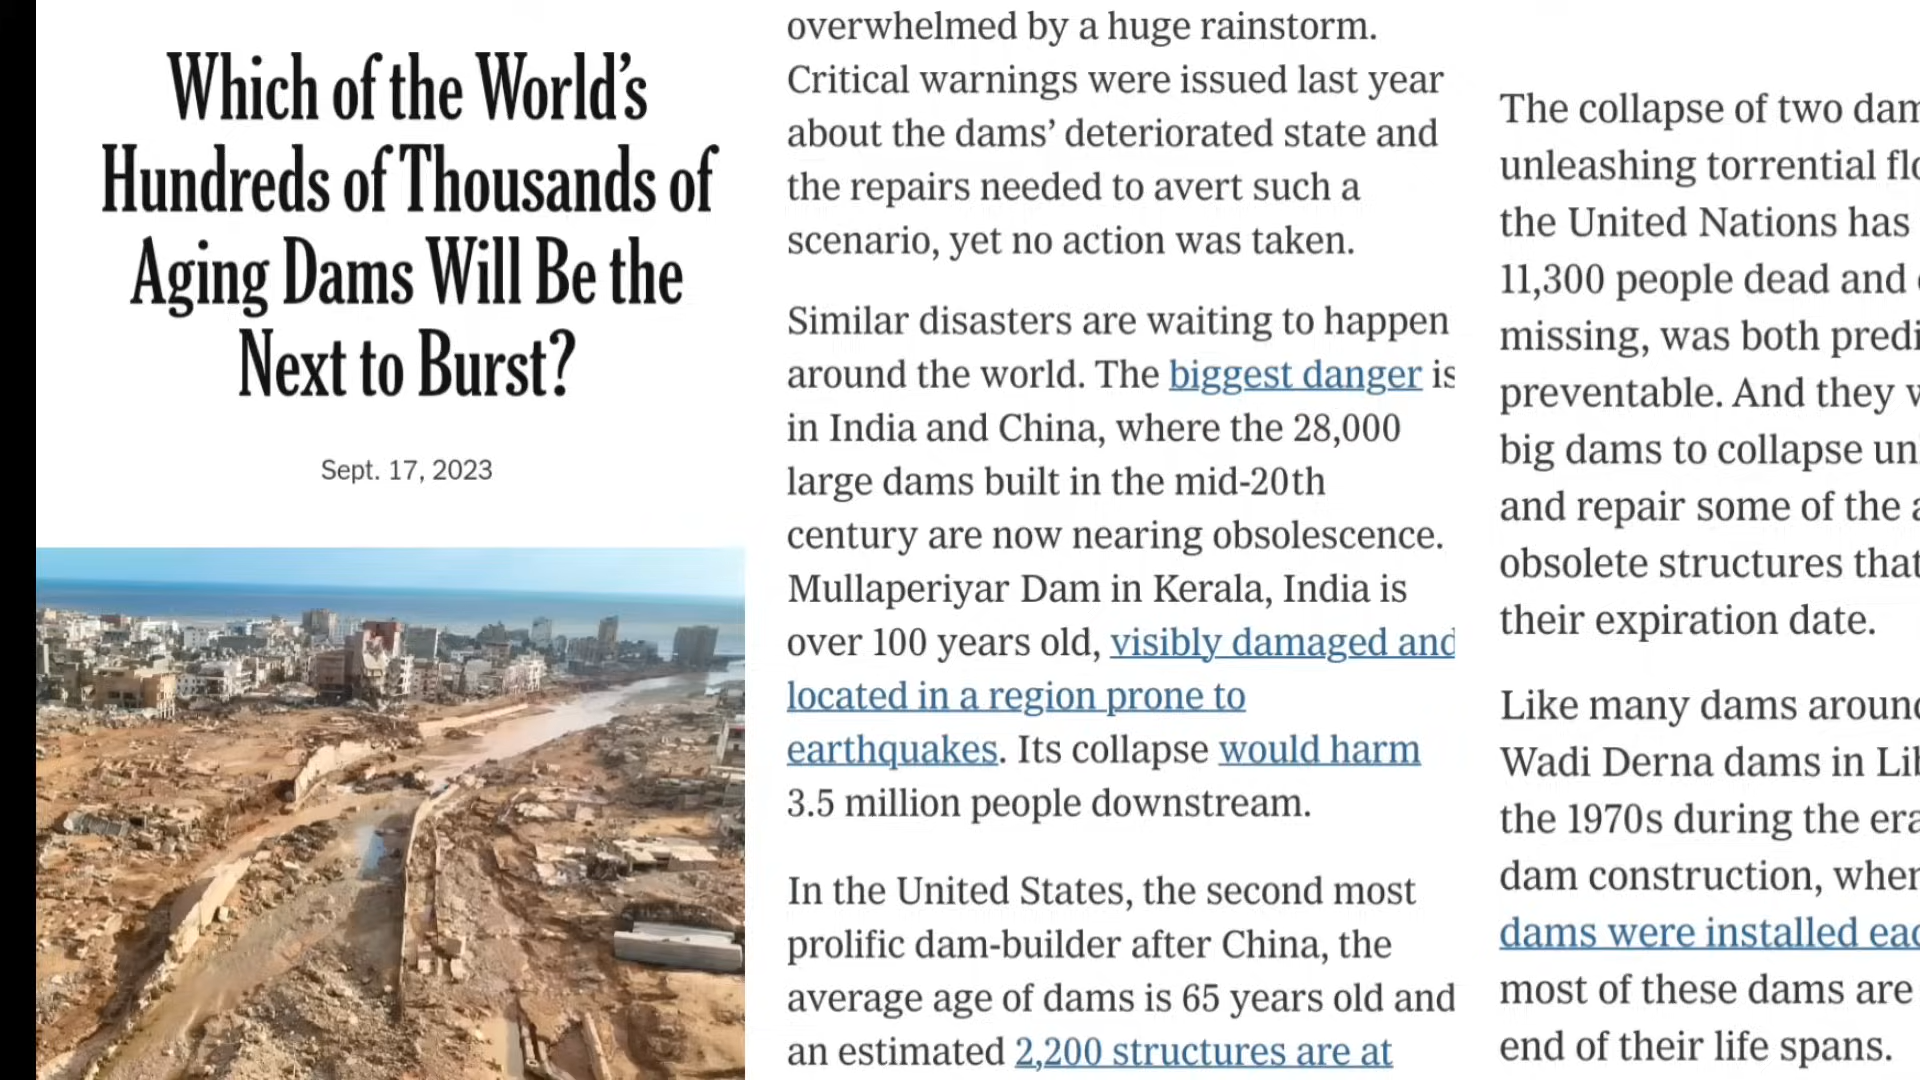 Which of the World's
Hundreds of Thousands of
Aging Dams Will Be the
Next to Burst?
Sept. 17, 2023
overwhelmed by a huge rainstorm.
Critical warnings were issued last year
about the dams' deteriorated state and
the repairs needed to avert such a
scenario, yet no action was taken.
Similar disasters are waiting to happen
around the world. The biggest danger is
in India and China, where the 28,000
large dams built in the mid-20th
century are now nearing obsolescence.
Mullaperiyar Dam in Kerala, India is
over 100 years old, visibly damaged and
located in a region prone to
earthquakes. Its collapse would harm
3.5 million people downstream.
In the United States, the second most
prolific dam-builder after China, the
average age of dams is 65 years old and
an estimated 2,200 structures are at
The collapse of two
unleashing torrential
the United Nations has
11,300 people dead and
missing, was both
preventable. And they
big dams to collapse
and repair some of the
obsolete structures that
their expiration date.
Like many dams
Wadi Derna dams in
the 1970s during the
dam construction,
dams were installed
most of these dams are
end of their life spans.